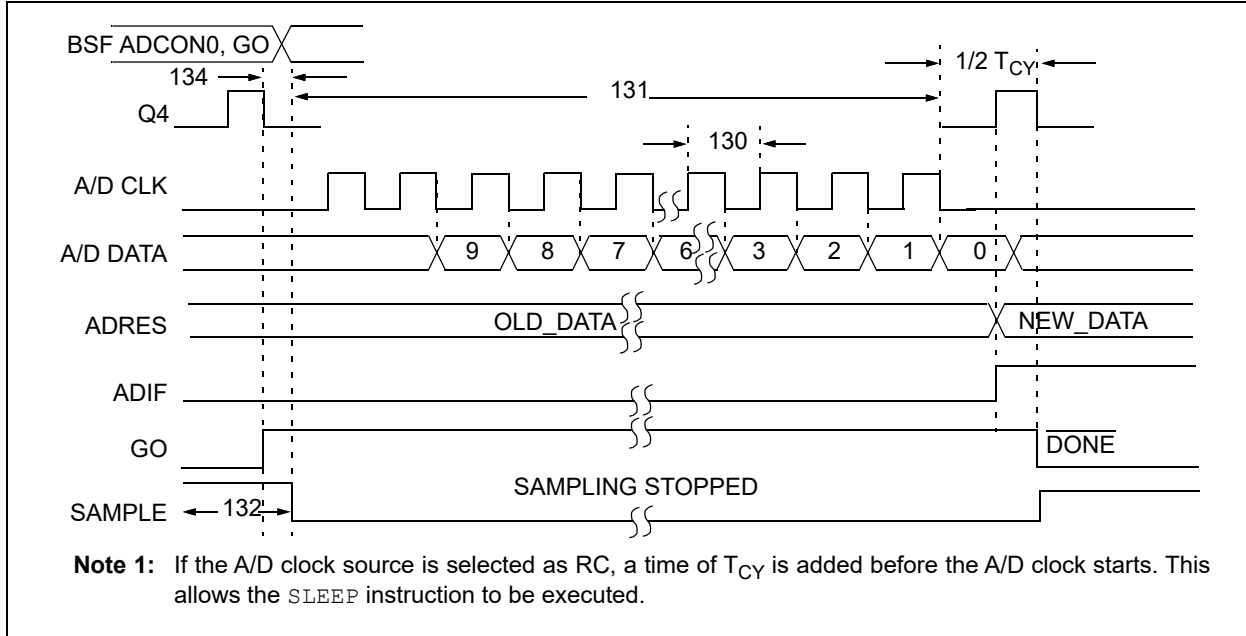 BSF ADCON0, GO
134
1/2 TCY
131
Q4
130
A/D CLK
A/D DATA 9 8 7 6 3 2 1 0
ADRES OLD_DATA NEW_DATA
ADIF
GO DONE
SAMPLING STOPPED
SAMPLE 132
Note 1: If the A/D clock source is selected as RC, a time of TCY is added before the A/D clock starts. This
allows the SLEEP instruction to be executed.